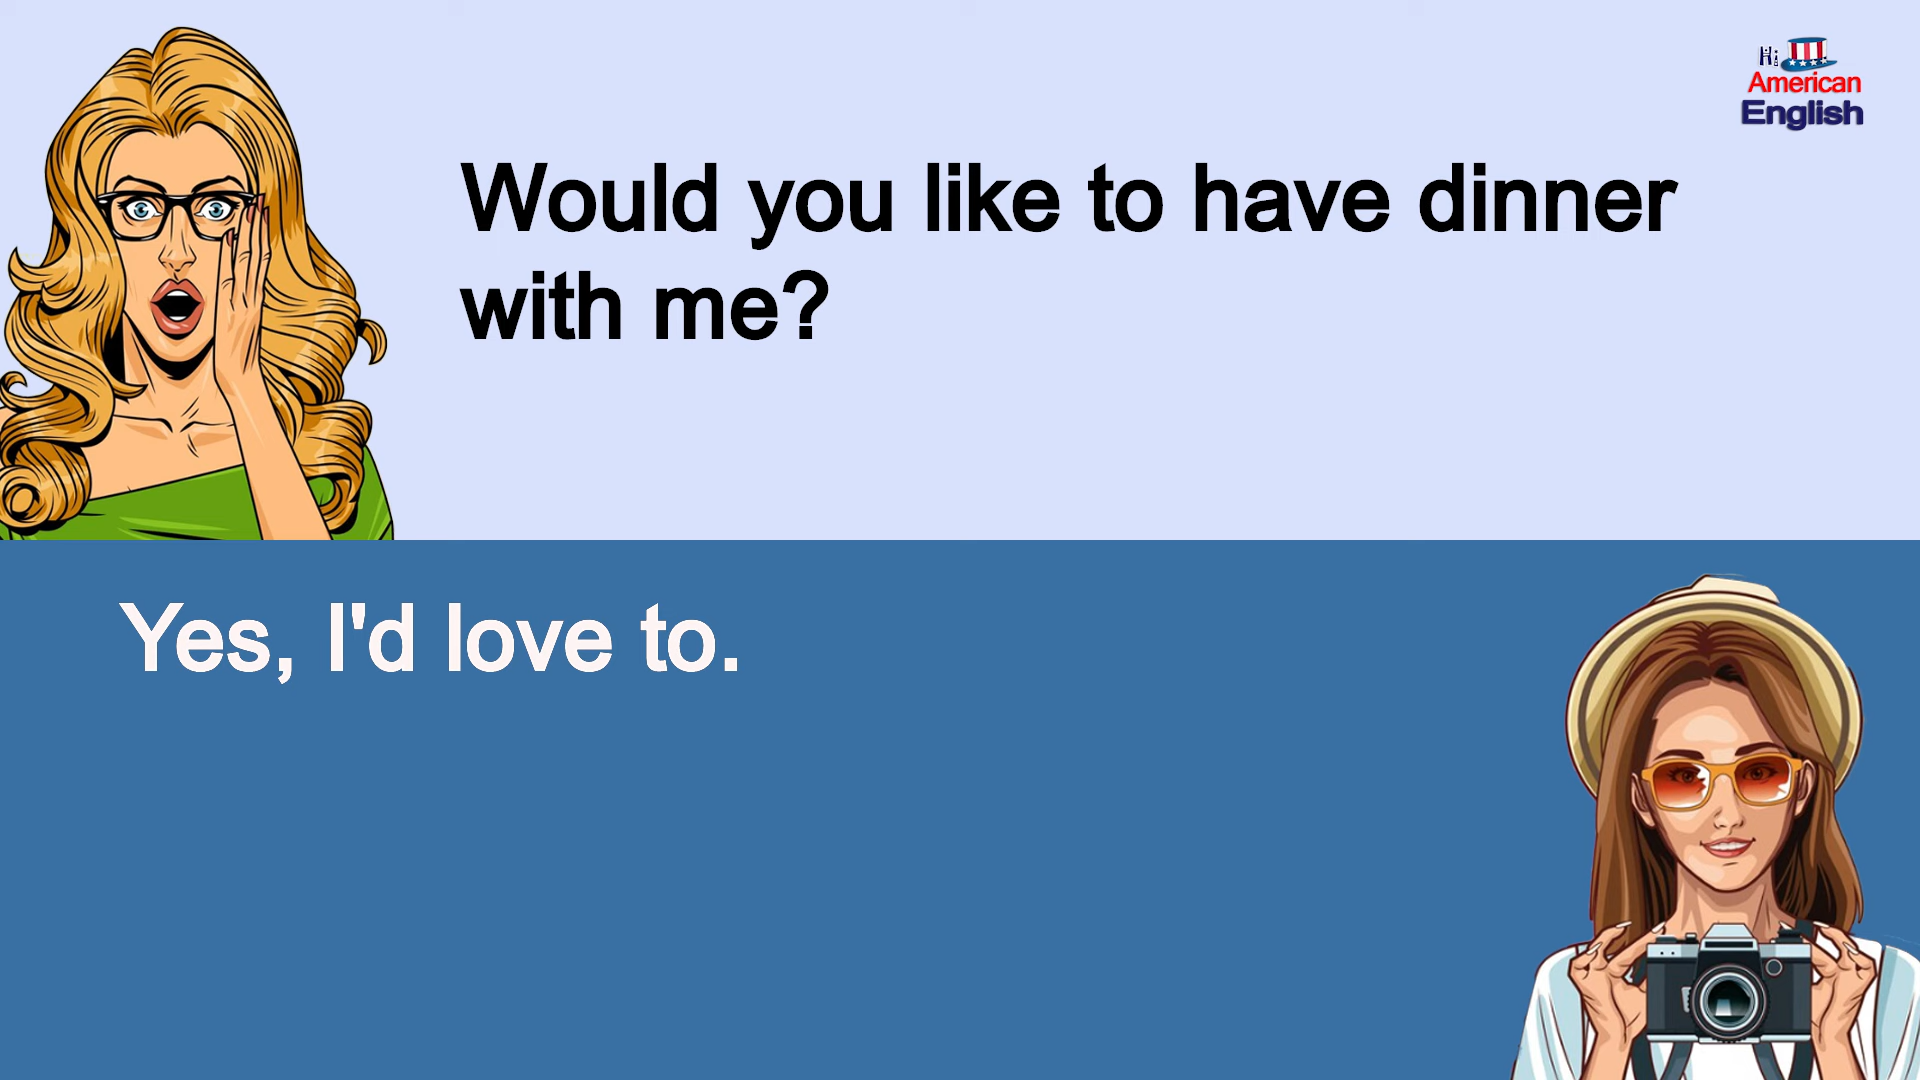 Hi
American
English
Would you like to have dinner
with me?
Yes, I'd love to.